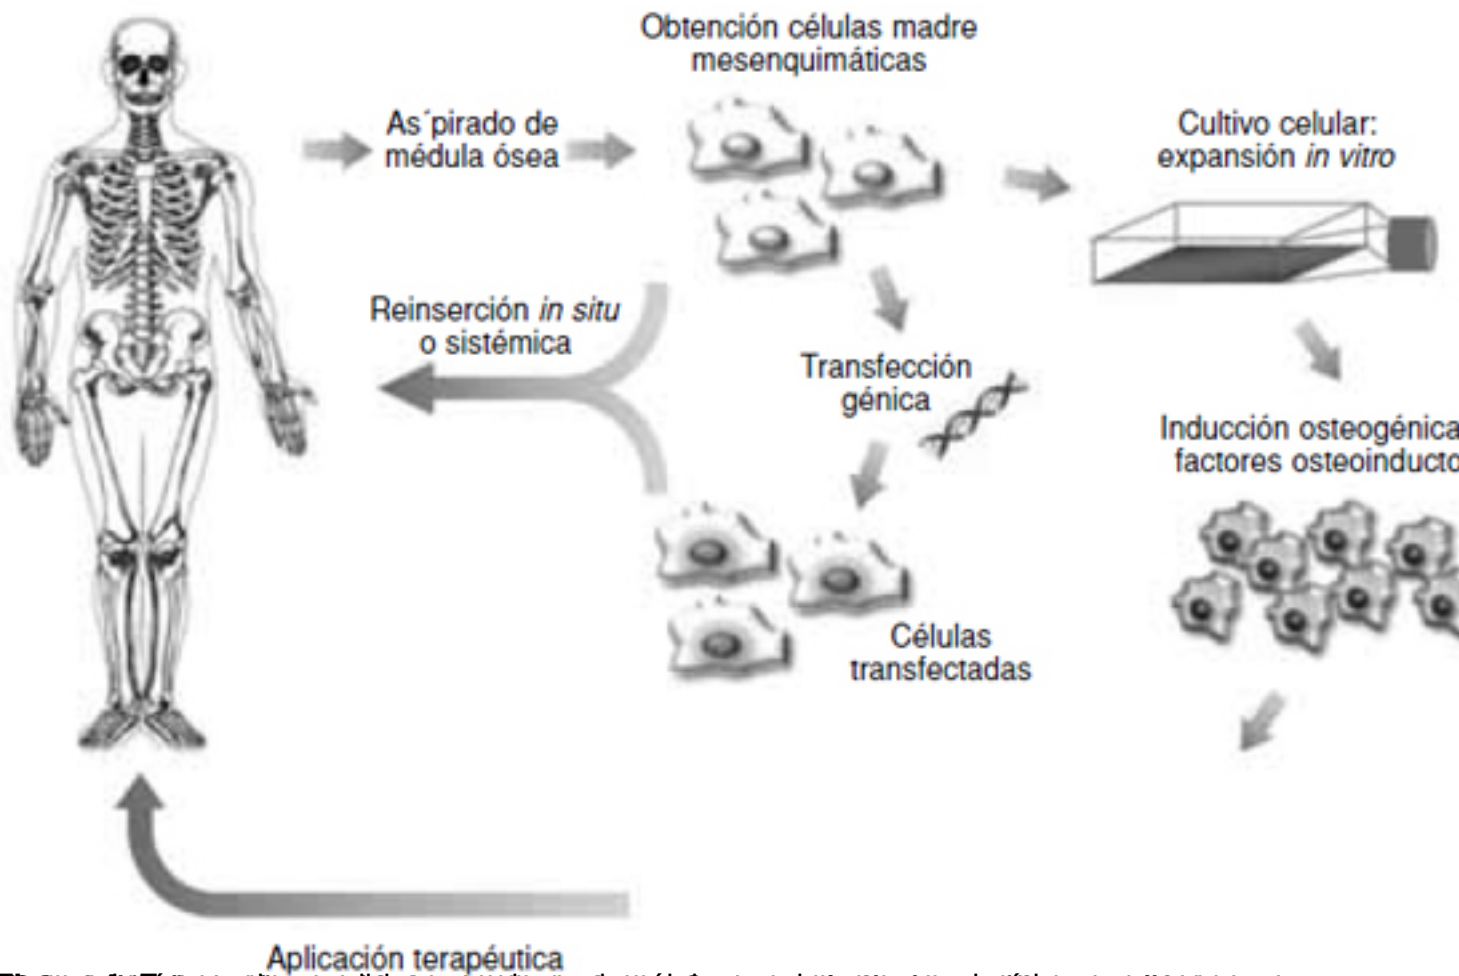 Obtención células madre
mesenquimáticas
As´pirado de
médula ósea
Cultivo celular:
expansión in vitro
Reinserción in situ
o sistémica
Transfección
génica
Inducción osteogénica
factores osteoinducto
Células
transfectadas
Aplicación terapéutica